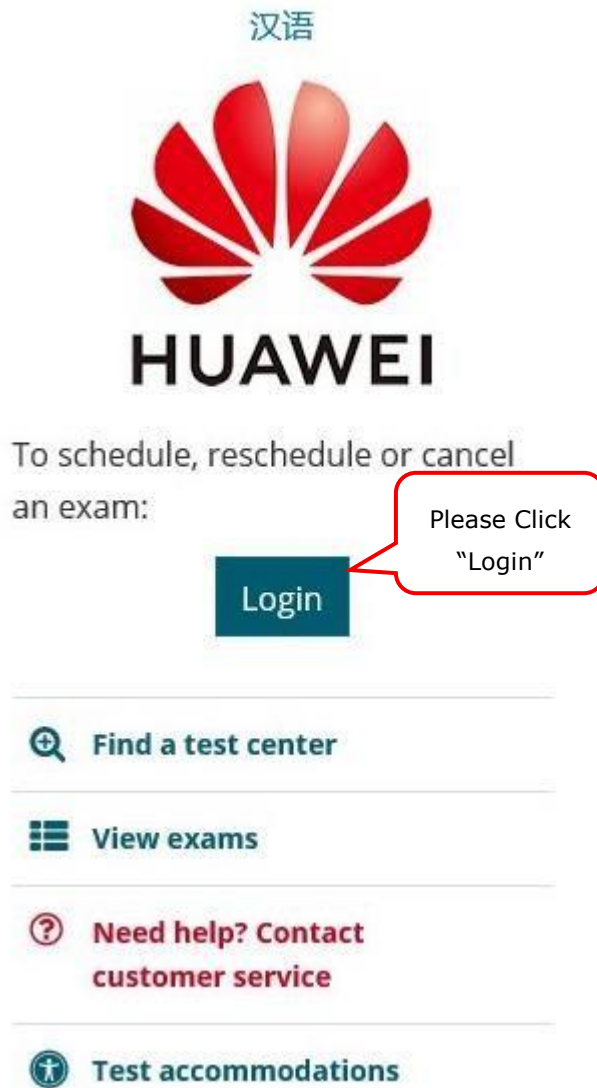 汉语
HUAWEI
To schedule, reschedule or cancel
an exam:
Please Click
“Login”
Login
Find a test center
View exams
Need help? Contact
customer service
Test accommodations